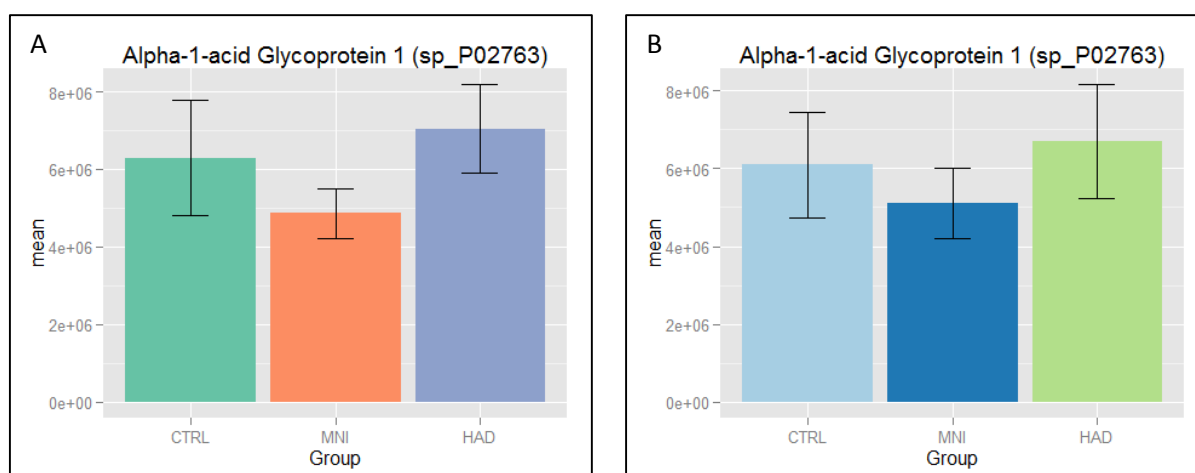 A
Alpha-1-acid Glycoprotein 1 (sp_P02763)
8e+06
6e+06
4e+06
2e+06
0e+00
mean
CTRL MNI HAD
Group
B
Alpha-1-acid Glycoprotein 1 (sp_P02763)
8e+06
6e+06
4e+06
2e+06
0e+00
mean
CTRL MNI HAD
Group